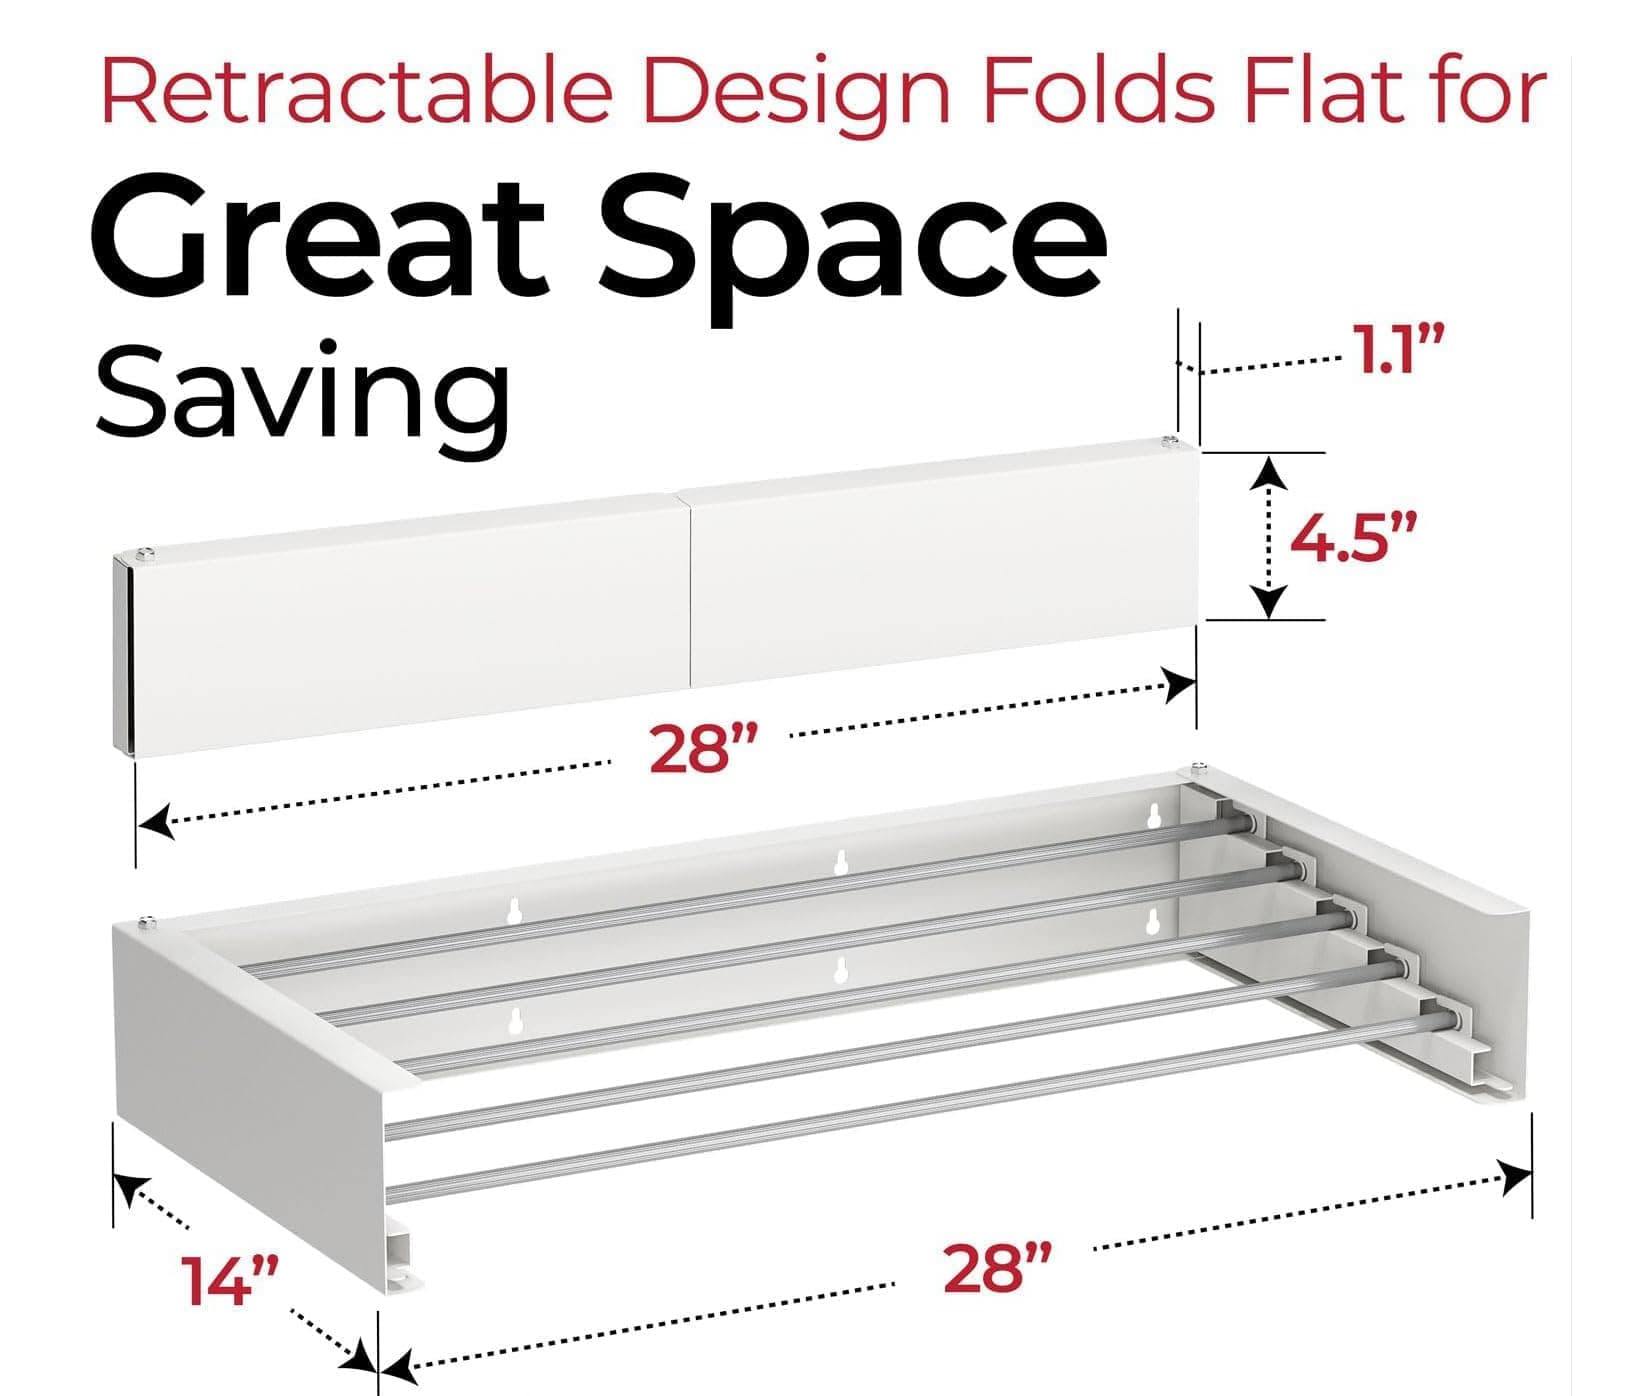 Retractable Design Folds Flat for
Great Space
Saving
1.1”
4.5”
28”
14”
28”